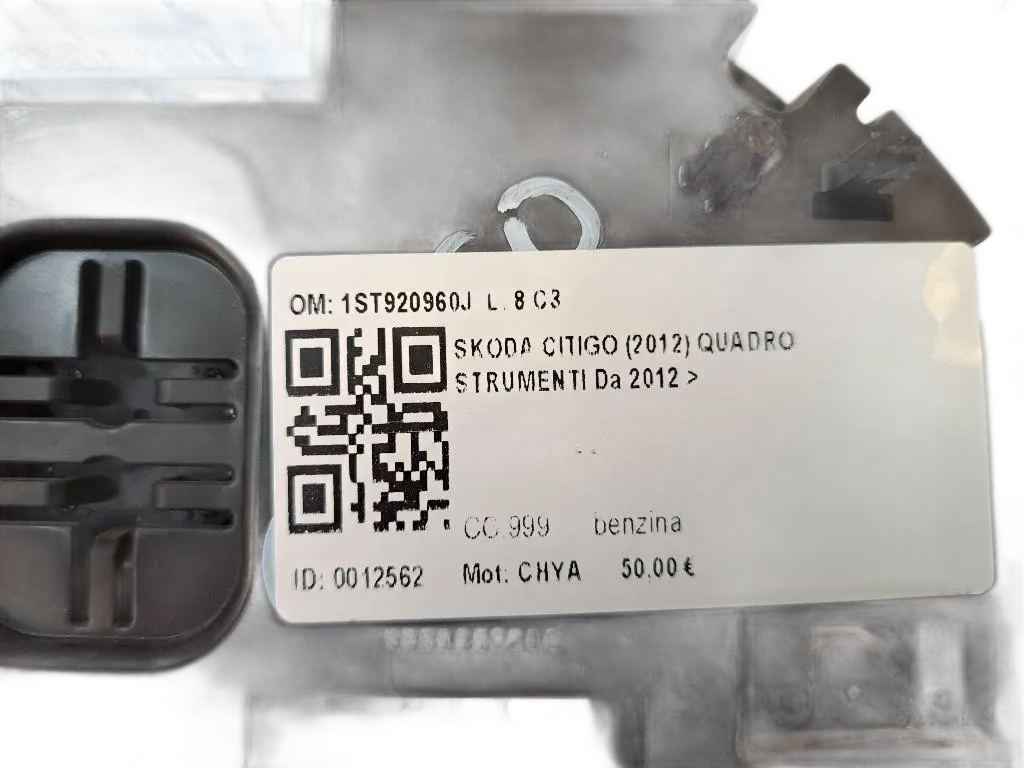 OM: 1ST920960J L. 8 C3
SKODA CITIGO (2012) QUADRO
STRUMENTI Da 2012 >
CC 999 benzina
ID: 0012562 Mot: CHYA 50,00 €